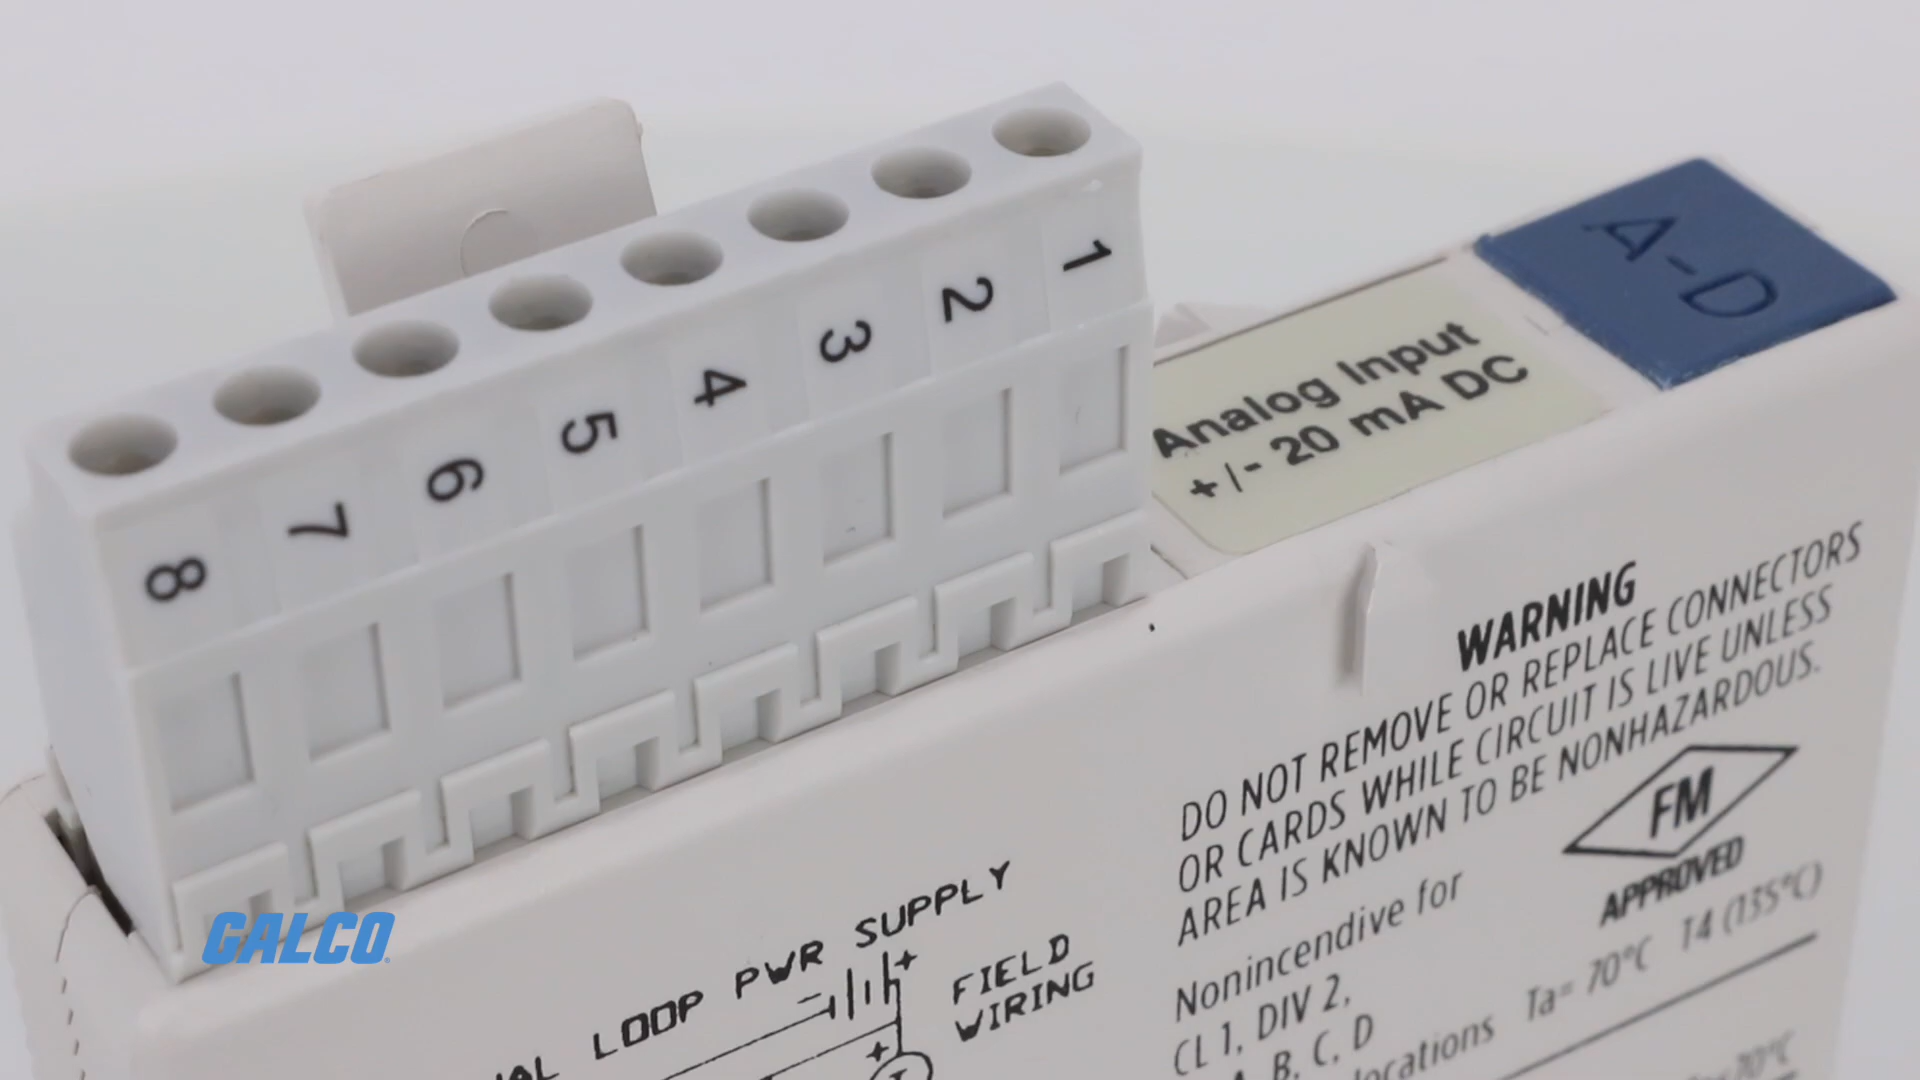 1
2
3
4
5
6
7
8
A-D
Analog Input
+/- 20 mA DC
WARNING
DO NOT REMOVE OR REPLACE CONNECTORS
OR CARDS WHILE CIRCUIT IS LIVE UNLESS
AREA IS KNOWN TO BE NONHAZARDOUS.
FM
APPROVED
Nonincendive for
CL 1, DIV 2,
B, C, D
Ta= 70°C T4 (135°C)
70°C
LOOP PWR SUPPLY
- +
FIELD
WIRING
+
GALCO